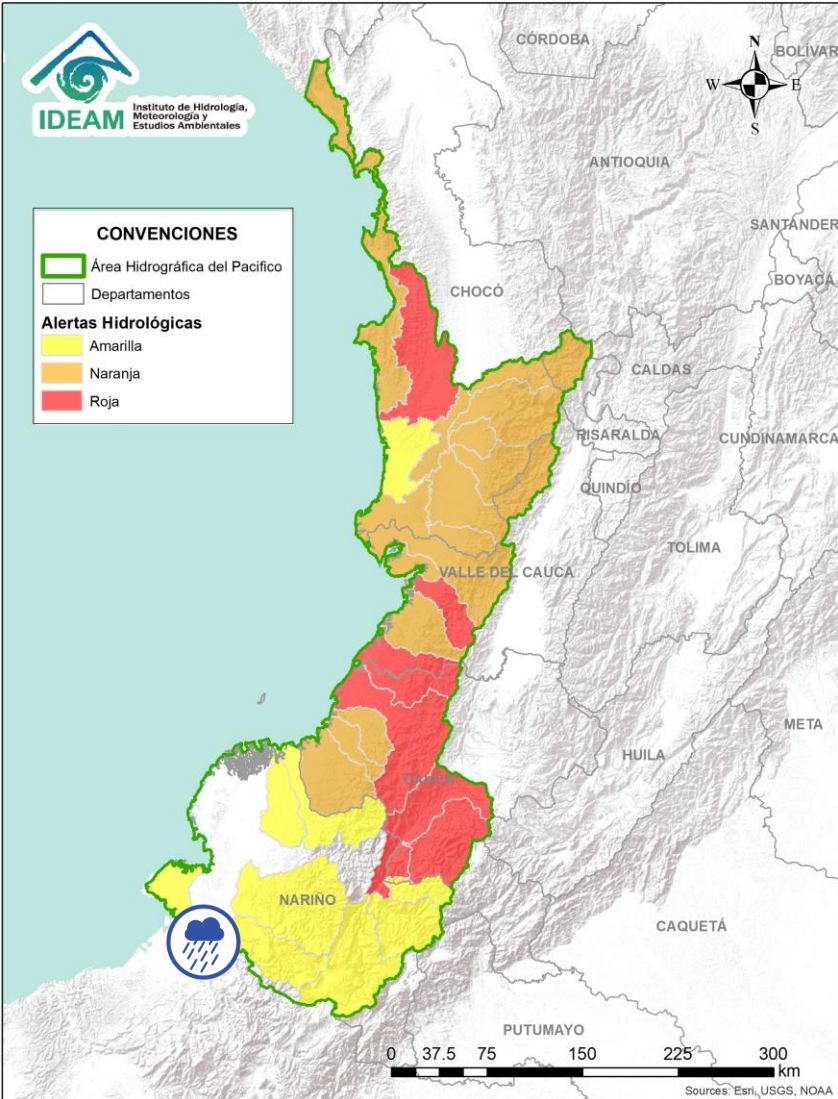 IDEAM
Instituto de Hidrología,
Meteorología y
Estudios Ambientales
N
W
E
S
CÓRDOBA
BOLÍVAR
ANTIOQUIA
SANTANDER
BOYACÁ
CONVENCIONES
Área Hidrográfica del Pacifico
Departamentos
Alertas Hidrológicas
Amarilla
Naranja
Roja
CHOCÓ
CALDAS
RISARALDA
CUNDINAMARCA
QUINDÍO
TOLIMA
VALLE DEL CAUCA
META
HUILA
CAUCA
NARIÑO
CAQUETÁ
PUTUMAYO
0 37.5 75 150 225 300
km
Sources: Esri, USGS, NOAA